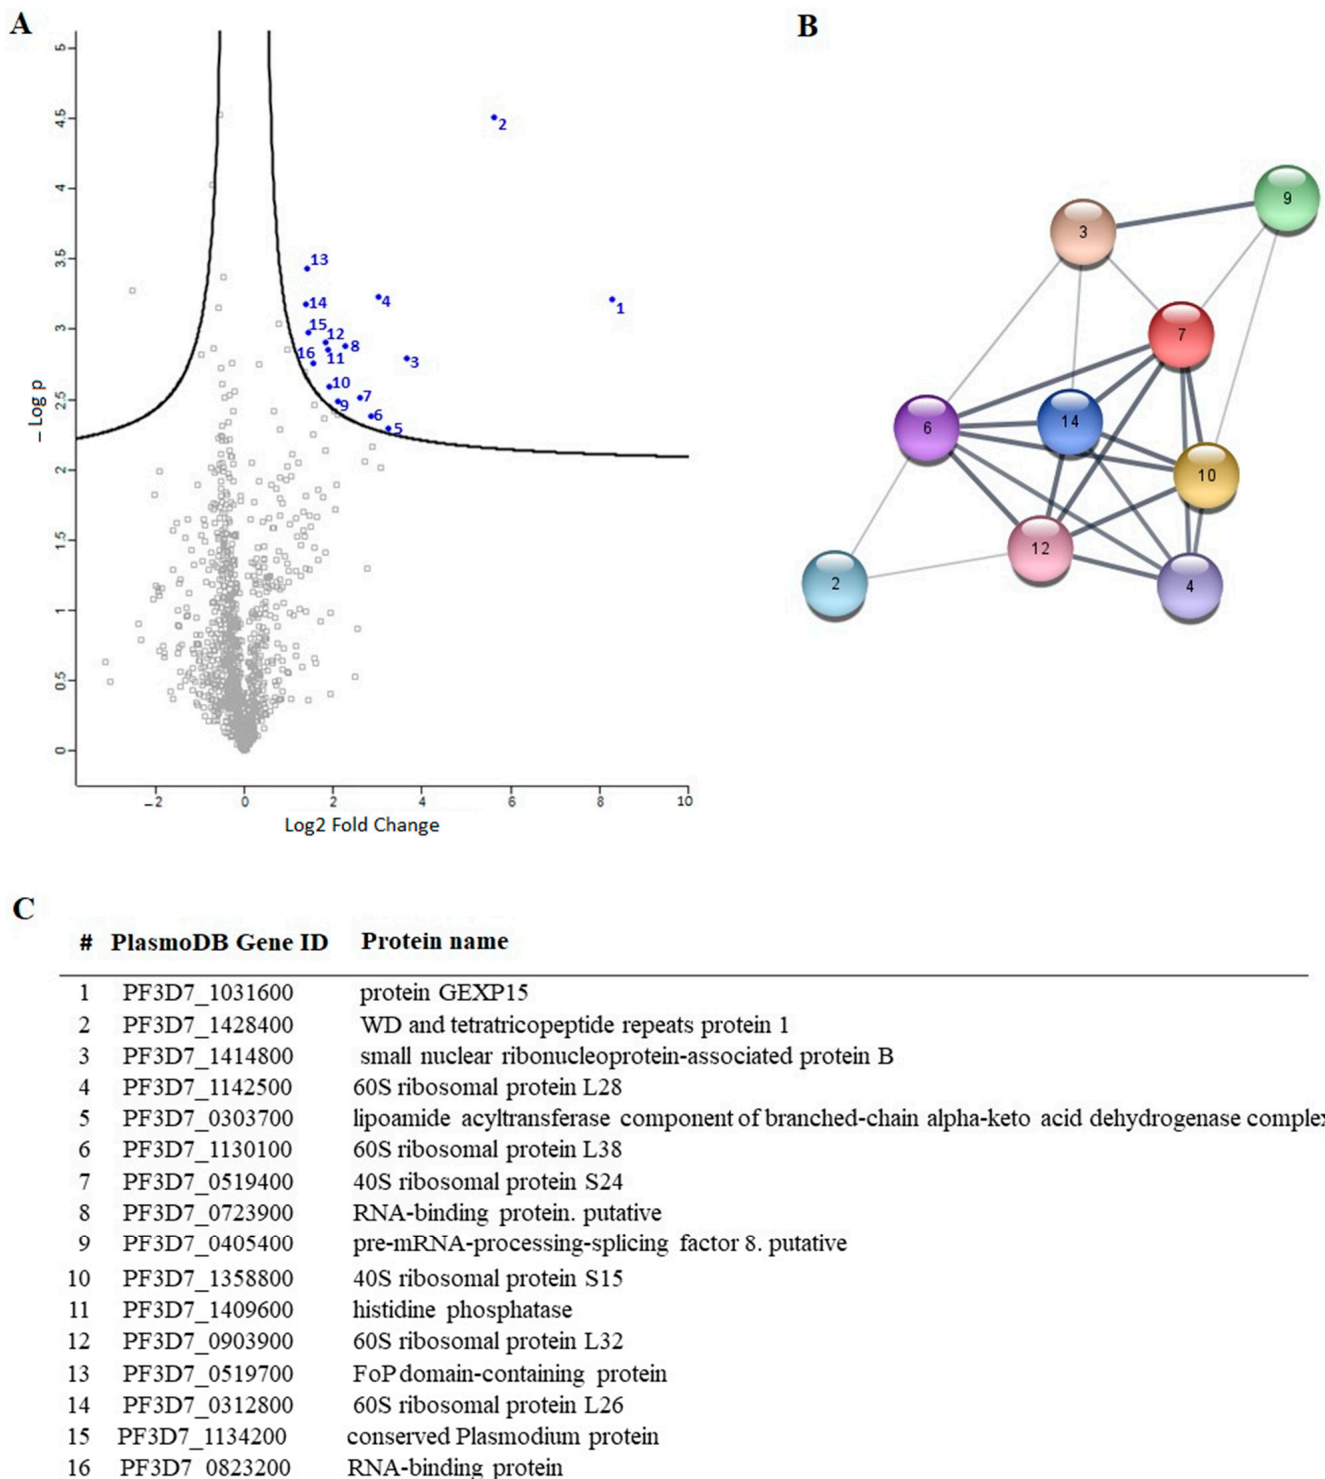 A
B
5
4.5
4
3.5
3
2.5
2
1.5
1
0.5
0
– Log p
−2
0
2
4
6
8
10
Log2 Fold Change
2
13
4
14
1
15
12
8
16
11
3
10
7
9
6
5
9
3
7
6
14
10
12
2
4
C
# PlasmoDB Gene ID Protein name
1 PF3D7_1031600 protein GEXP15
2 PF3D7_1428400 WD and tetratricopeptide repeats protein 1
3 PF3D7_1414800 small nuclear ribonucleoprotein-associated protein B
4 PF3D7_1142500 60S ribosomal protein L28
5 PF3D7_0303700 lipoamide acyltransferase component of branched-chain alpha-keto acid dehydrogenase complex
6 PF3D7_1130100 60S ribosomal protein L38
7 PF3D7_0519400 40S ribosomal protein S24
8 PF3D7_0723900 RNA-binding protein. putative
9 PF3D7_0405400 pre-mRNA-processing-splicing factor 8. putative
10 PF3D7_1358800 40S ribosomal protein S15
11 PF3D7_1409600 histidine phosphatase
12 PF3D7_0903900 60S ribosomal protein L32
13 PF3D7_0519700 FoP domain-containing protein
14 PF3D7_0312800 60S ribosomal protein L26
15 PF3D7_1134200 conserved Plasmodium protein
16 PF3D7_0823200 RNA-binding protein